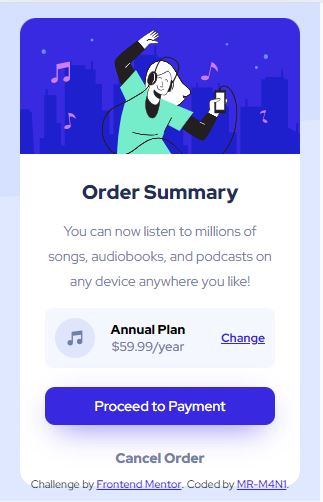 Order Summary
You can now listen to millions of
songs, audiobooks, and podcasts on
any device anywhere you like!
Annual Plan
$59.99/year
Change
Proceed to Payment
Cancel Order
Challenge by Frontend Mentor. Coded by MR-M4N1.